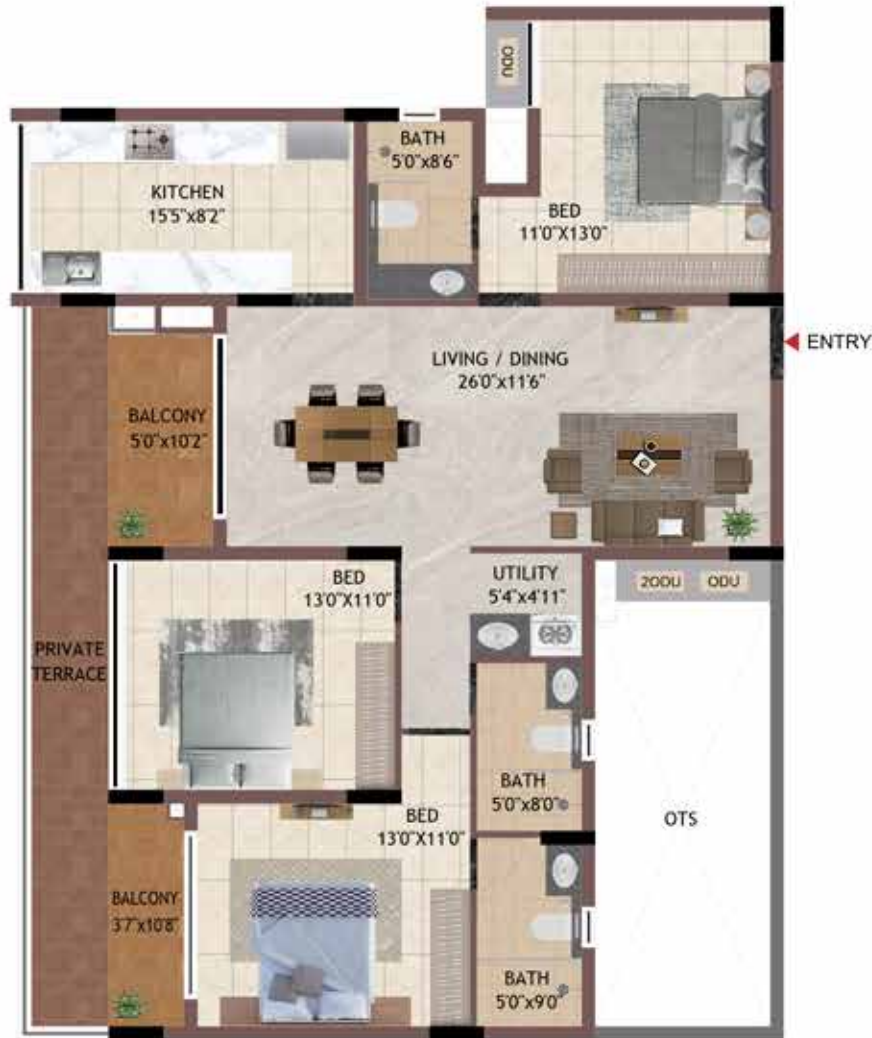 ODU
BATH
5'0"x8'6"
KITCHEN
15'5"x8'2"
BED
11'0"X13'0"
ENTRY
LIVING / DINING
26'0"x11'6"
BALCONY
5'0"x10'2"
BED
13'0"X11'0"
UTILITY
5'4"x4'11"
2ODU
ODU
PRIVATE
TERRACE
BATH
5'0"x8'0"
OTS
BED
13'0"X11'0"
BALCONY
3'7"x10'8"
BATH
5'0"x9'0"